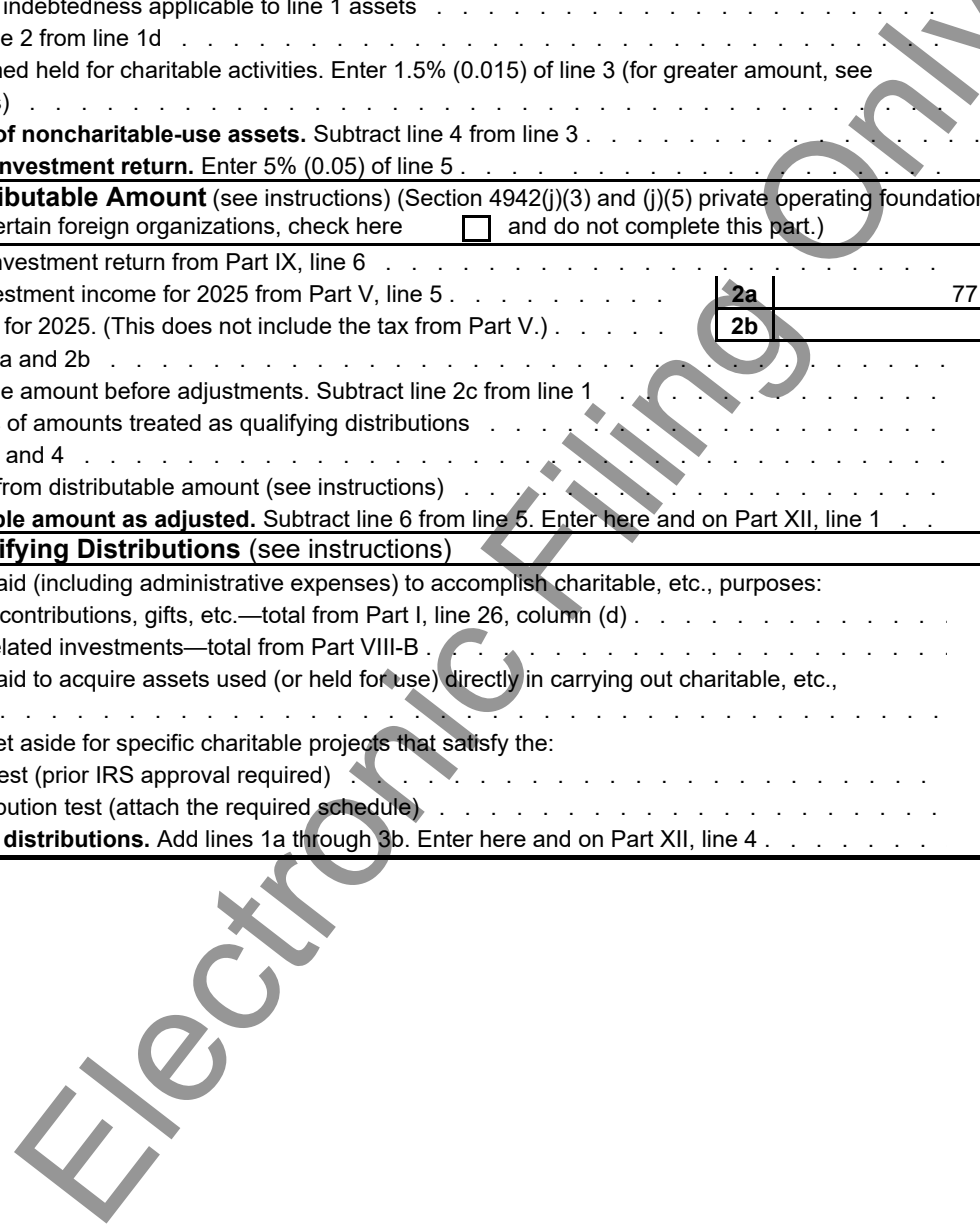 indebtedness applicable to line 1 assets . . . . . . . . . . . . . . . . . .
e 2 from line 1d . . . . . . . . . . . . . . . . . . . . . . . .
ned held for charitable activities. Enter 1.5% (0.015) of line 3 (for greater amount, see
s) . . . . . . . . . . . . . . . . . . . . . . . . . . . . .
of noncharitable-use assets. Subtract line 4 from line 3 . . . . . . . . . . . . .
nvestment return. Enter 5% (0.05) of line 5 . . . . . . . . . . . . . . . . .
ributable Amount (see instructions) (Section 4942(j)(3) and (j)(5) private operating foundation
ertain foreign organizations, check here and do not complete this part.)
nvestment return from Part IX, line 6 . . . . . . . . . . . . . . . . . .
estment income for 2025 from Part V, line 5 . . . . . . . . 2a 77
for 2025. (This does not include the tax from Part V.) . . . . . 2b
a and 2b . . . . . . . . . . . . . . . . . . . . . . . . . . .
e amount before adjustments. Subtract line 2c from line 1 . . . . . . . . . . .
s of amounts treated as qualifying distributions . . . . . . . . . . . . . . .
and 4 . . . . . . . . . . . . . . . . . . . . . . . . . . . .
from distributable amount (see instructions) . . . . . . . . . . . . . . . .
ble amount as adjusted. Subtract line 6 from line 5. Enter here and on Part XII, line 1 . .
ifying Distributions (see instructions)
aid (including administrative expenses) to accomplish charitable, etc., purposes:
contributions, gifts, etc.—total from Part I, line 26, column (d) . . . . . . . . . . .
elated investments—total from Part VIII-B . . . . . . . . . . . . . . . . . .
aid to acquire assets used (or held for use) directly in carrying out charitable, etc.,
. . . . . . . . . . . . . . . . . . . . . . . . . . . . . .
et aside for specific charitable projects that satisfy the:
est (prior IRS approval required) . . . . . . . . . . . . . . . . . . .
bution test (attach the required schedule) . . . . . . . . . . . . . . . . .
distributions. Add lines 1a through 3b. Enter here and on Part XII, line 4 . . . . . . .
Electronic Filing Only